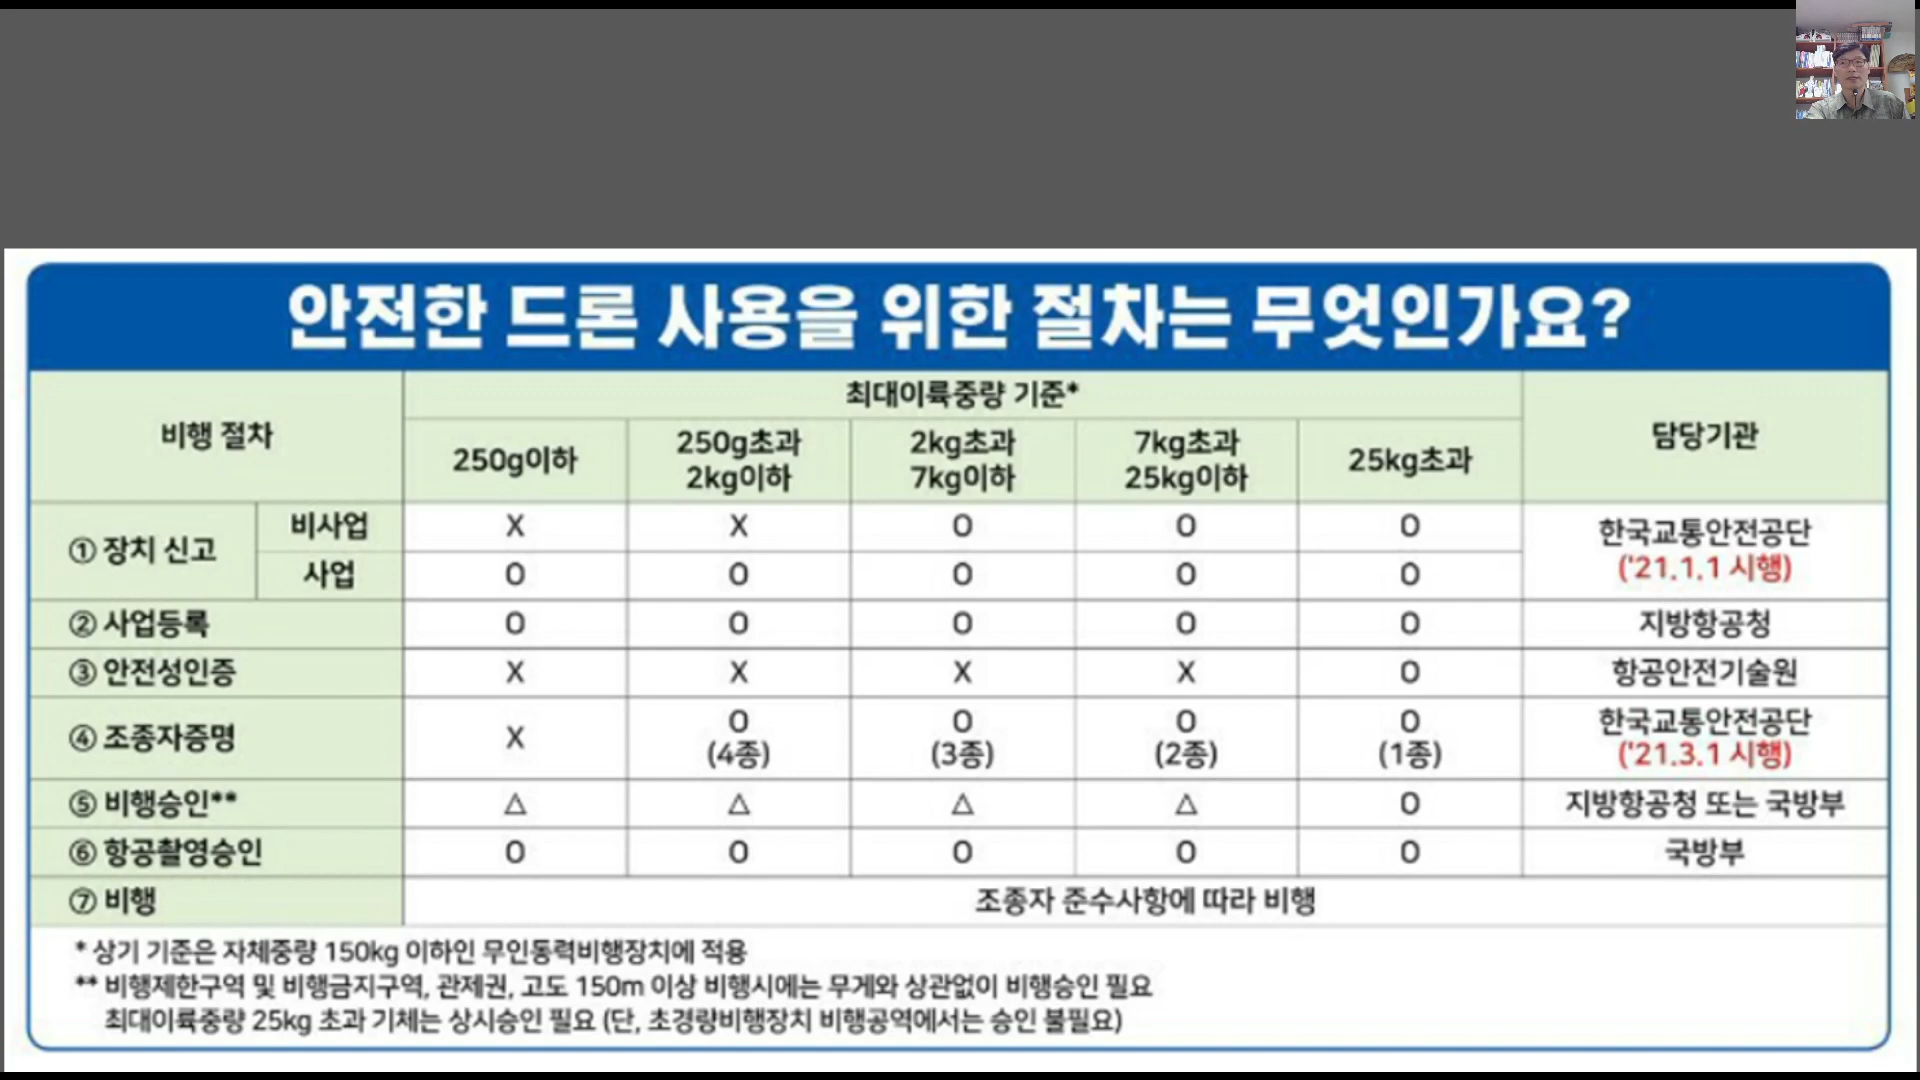 안전한 드론 사용을 위한 절차는 무엇인가요?
비행 절차
최대이륙중량 기준*
담당기관
250g이하
250g초과
2kg이하
2kg초과
7kg이하
7kg초과
25kg이하
25kg초과
① 장치 신고
비사업
X
X
O
O
O
한국교통안전공단
('21.1.1 시행)
사업
O
O
O
O
O
② 사업등록
O
O
O
O
O
지방항공청
③ 안전성인증
X
X
X
X
O
항공안전기술원
④ 조종자증명
X
O
(4종)
O
(3종)
O
(2종)
O
(1종)
한국교통안전공단
('21.3.1 시행)
⑤ 비행승인**
△
△
△
△
O
지방항공청 또는 국방부
⑥ 항공촬영승인
O
O
O
O
O
국방부
⑦ 비행
조종자 준수사항에 따라 비행
* 상기 기준은 자체중량 150kg 이하인 무인동력비행장치에 적용
** 비행제한구역 및 비행금지구역, 관제권, 고도 150m 이상 비행시에는 무게와 상관없이 비행승인 필요
최대이륙중량 25kg 초과 기체는 상시승인 필요 (단, 초경량비행장치 비행공역에서는 승인 불필요)